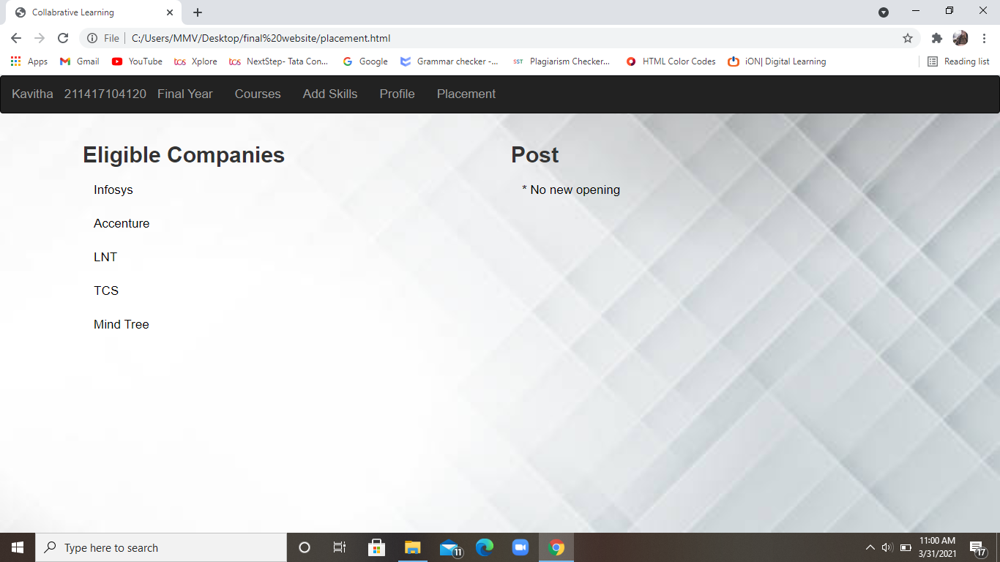 Collabrative Learning
File C:/Users/MMV/Desktop/final%20website/placement.html
Apps Gmail YouTube tcs Xplore tcs NextStep- Tata Con... Google Grammar checker -... SST Plagiarism Checker... HTML Color Codes iON| Digital Learning Reading list
Kavitha 211417104120 Final Year Courses Add Skills Profile Placement
Eligible Companies
Infosys
Accenture
LNT
TCS
Mind Tree
Post
* No new opening
Type here to search
11
11:00 AM
3/31/2021
17